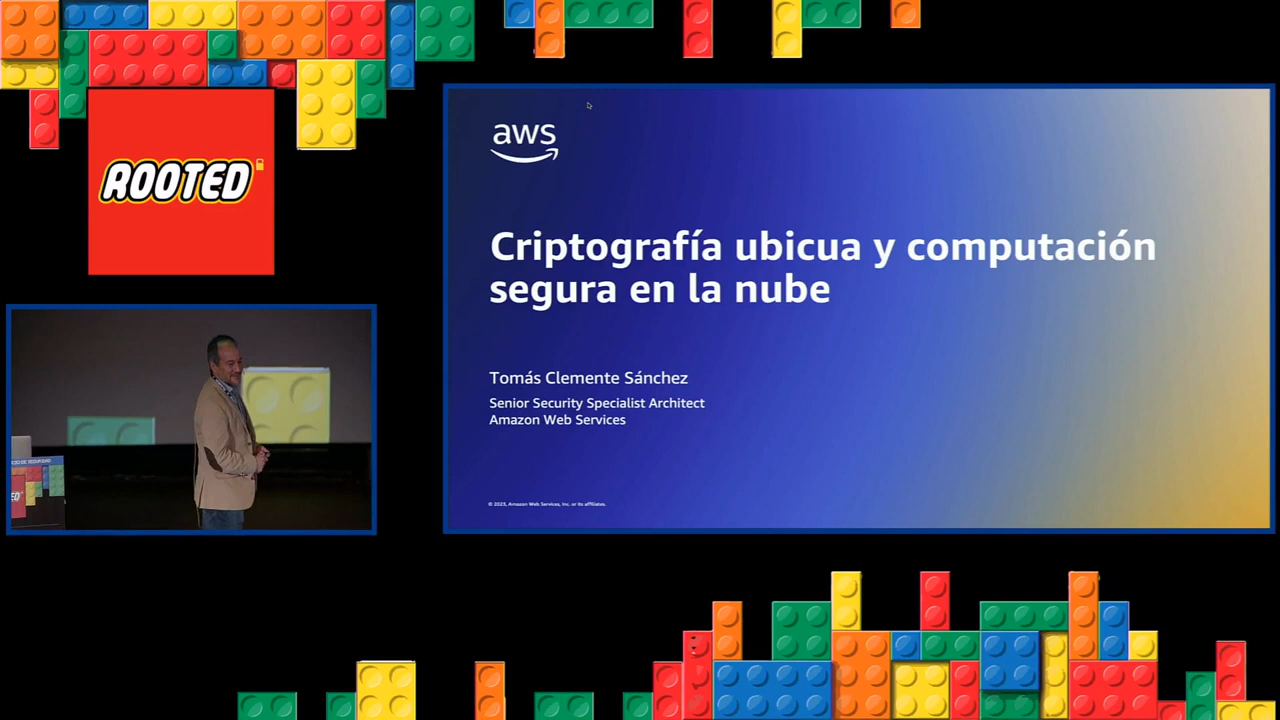 ROOTED
aws
Criptografía ubicua y computación
segura en la nube
Tomás Clemente Sánchez
Senior Security Specialist Architect
Amazon Web Services
© 2023, Amazon Web Services, Inc. or its affiliates.